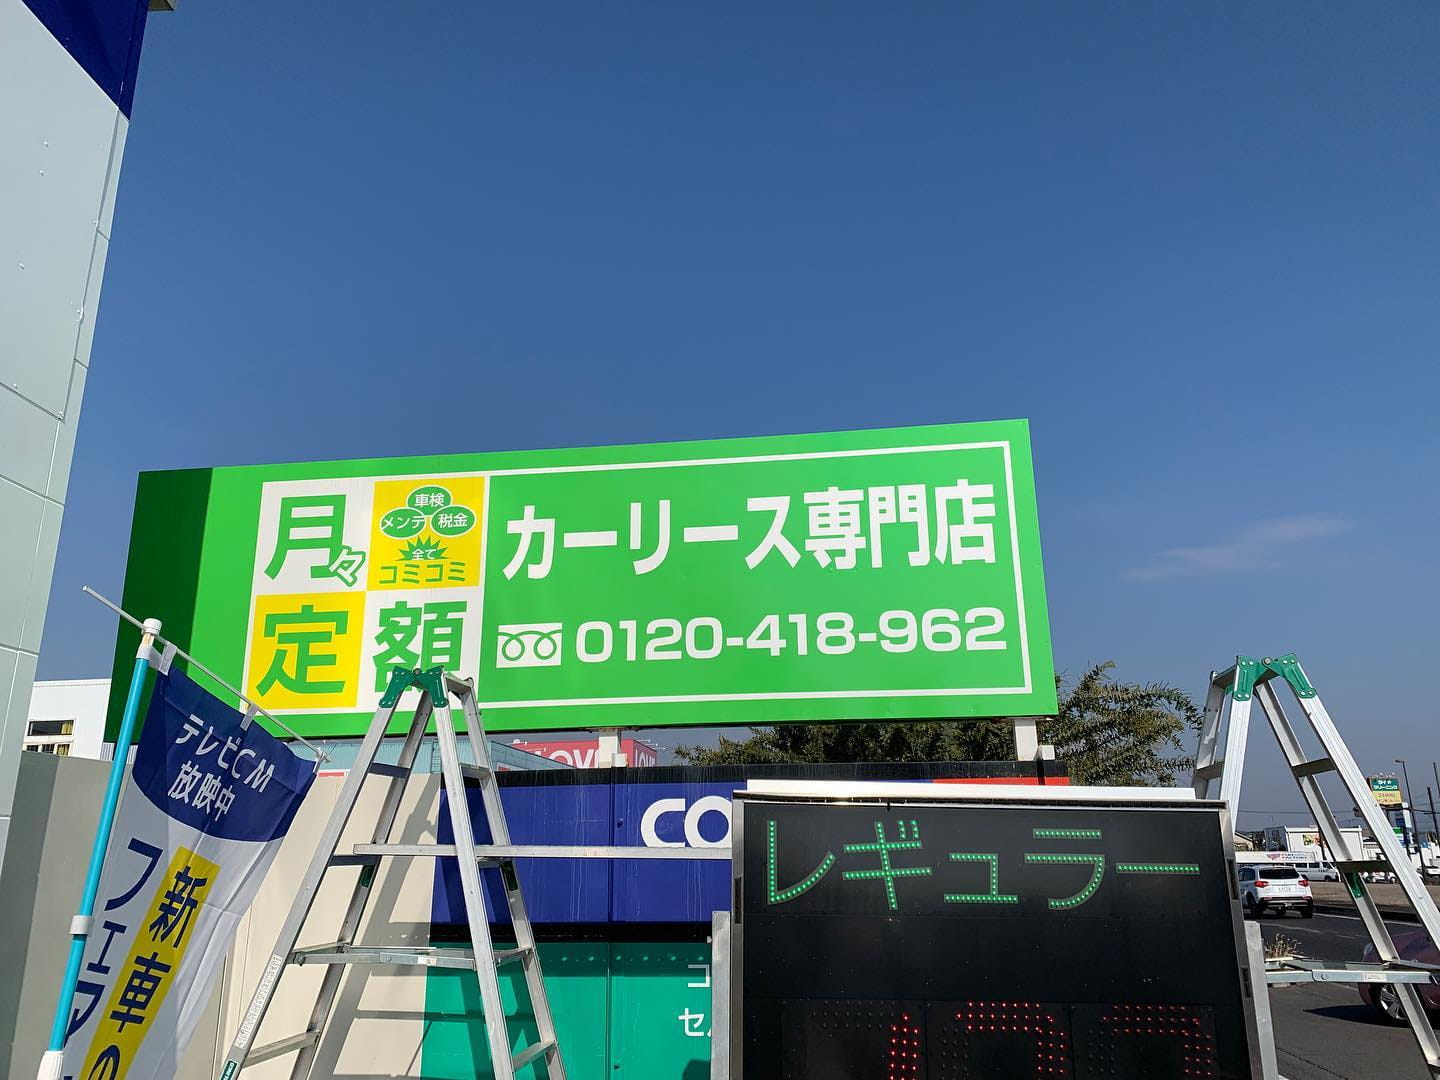 月々
定額
車検
メンテ 税金
全て
コミコミ
カーリース専門店
0120-418-962
テレビCM
放映中
新車の
フェア
LOVE
CO
レギュラー